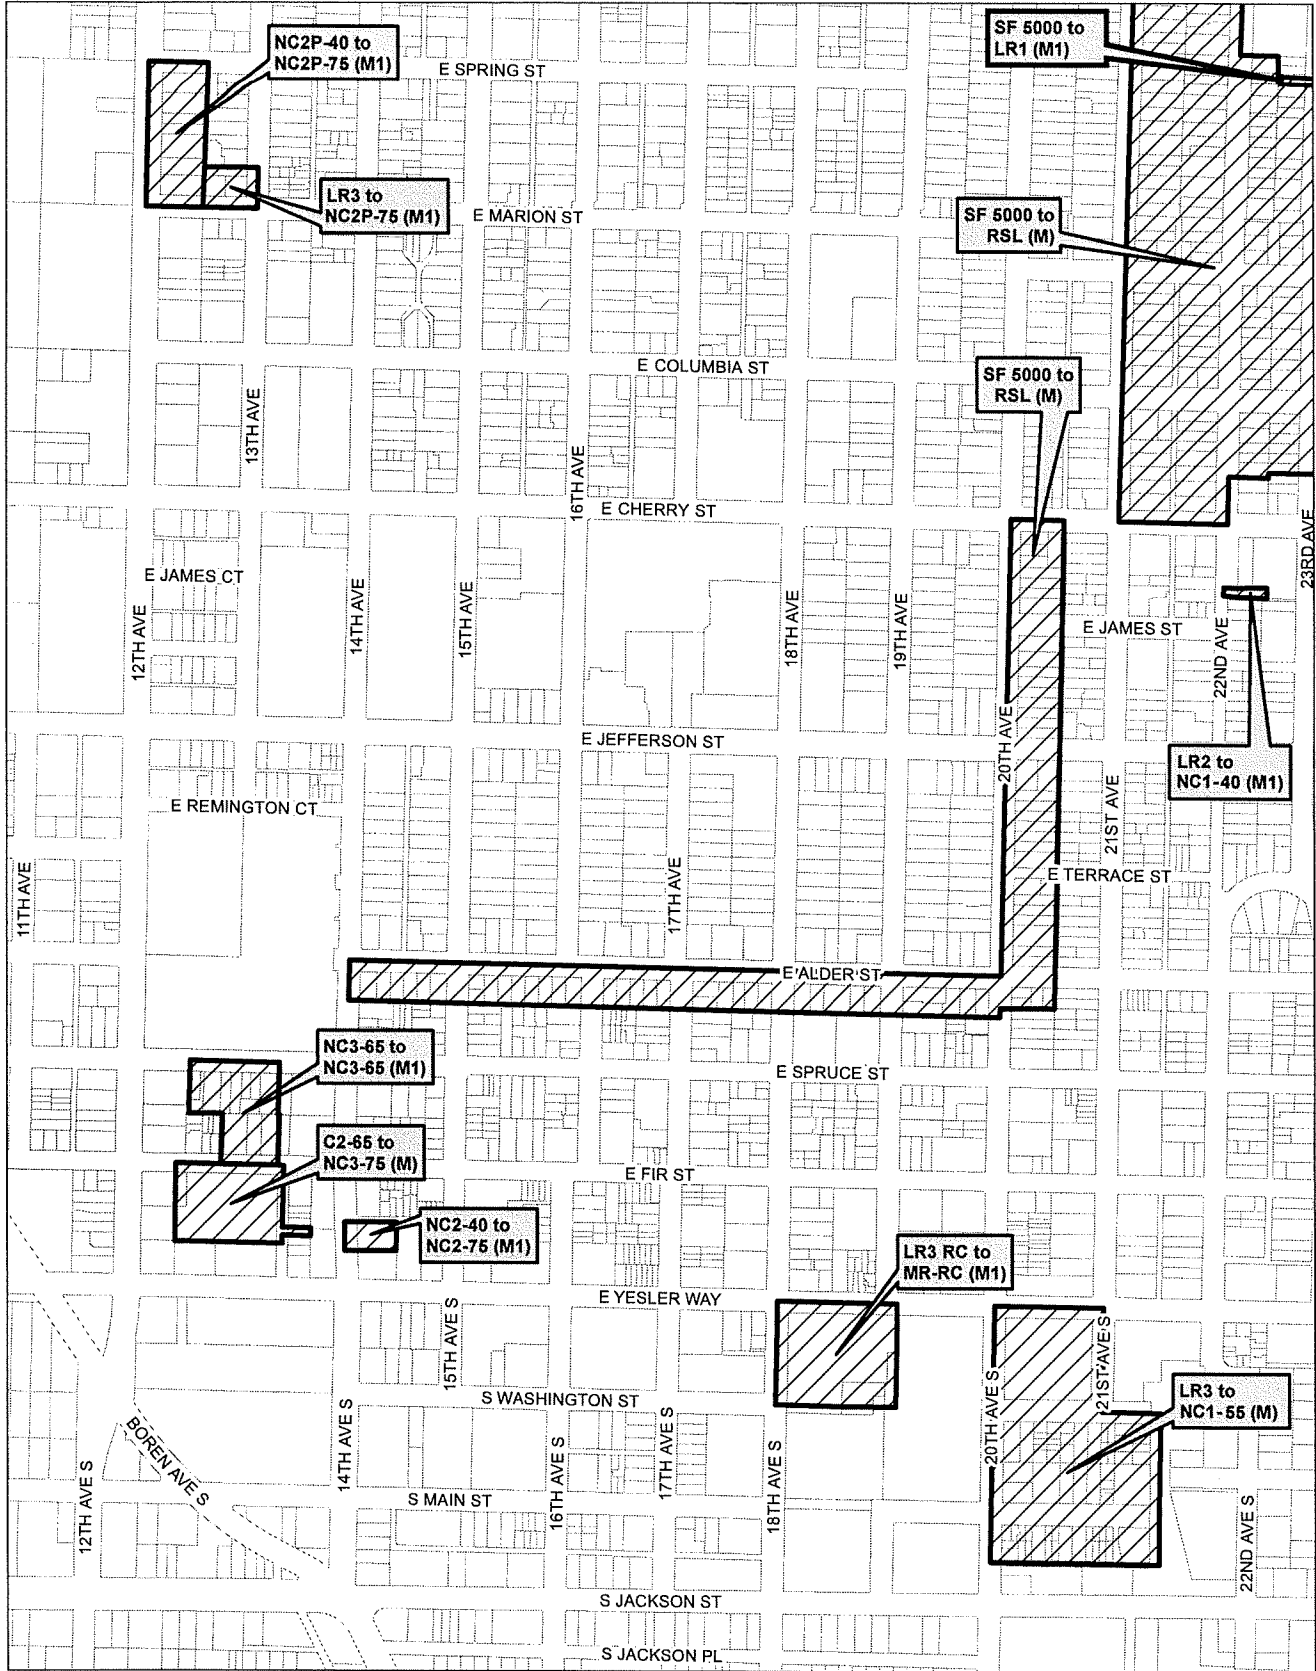 NC2P-40 to
NC2P-75 (M1)
SF 5000 to
LR1 (M1)
E SPRING ST
LR3 to
NC2P-75 (M1)
E MARION ST
SF 5000 to
RSL (M)
E COLUMBIA ST
SF 5000 to
RSL (M)
13TH AVE
16TH AVE
E CHERRY ST
23RD AVE
E JAMES CT
12TH AVE
14TH AVE
15TH AVE
18TH AVE
19TH AVE
E JAMES ST
22ND AVE
E JEFFERSON ST
20TH AVE
LR2 to
NC1-40 (M1)
E REMINGTON CT
21ST AVE
11TH AVE
17TH AVE
E TERRACE ST
E ALDER ST
NC3-65 to
NC3-65 (M1)
E SPRUCE ST
C2-65 to
NC3-75 (M)
E FIR ST
NC2-40 to
NC2-75 (M1)
LR3 RC to
MR-RC (M1)
E YESLER WAY
15TH AVE S
21ST AVE S
S WASHINGTON ST
20TH AVE S
LR3 to
NC1-55 (M)
BOREN AVE S
14TH AVE S
17TH AVE S
12TH AVE S
16TH AVE S
18TH AVE S
S MAIN ST
22ND AVE S
S JACKSON ST
S JACKSON PL